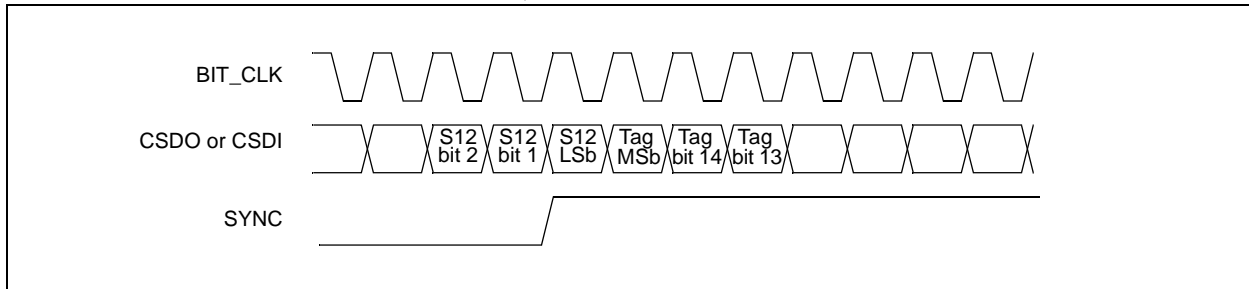 BIT_CLK
CSDO or CSDI
S12 bit 2
S12 bit 1
S12 LSb
Tag MSb
Tag bit 14
Tag bit 13
SYNC